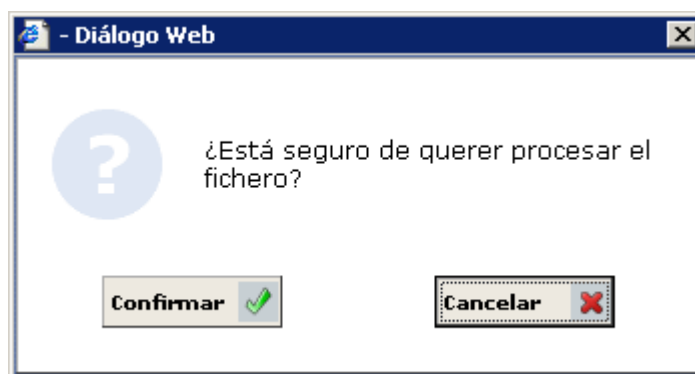 - Diálogo Web
¿Está seguro de querer procesar el
fichero?
Confirmar
Cancelar